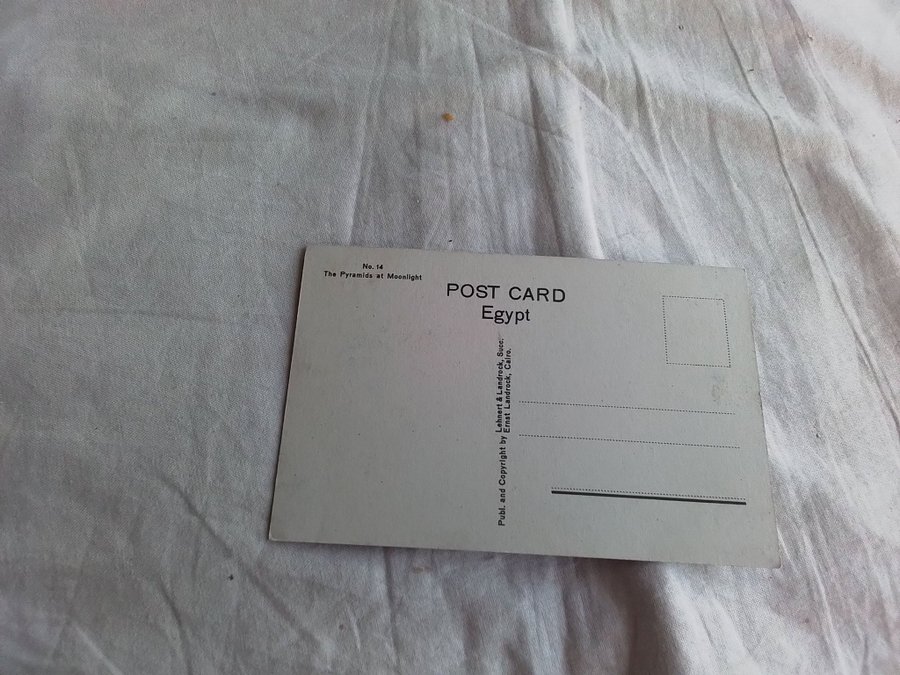 No. 14
The Pyramids at Moonlight
POST CARD
Egypt
Publ. and Copyright by Lehnert & Landrock, Succ.
Ernst Landrock, Cairo.